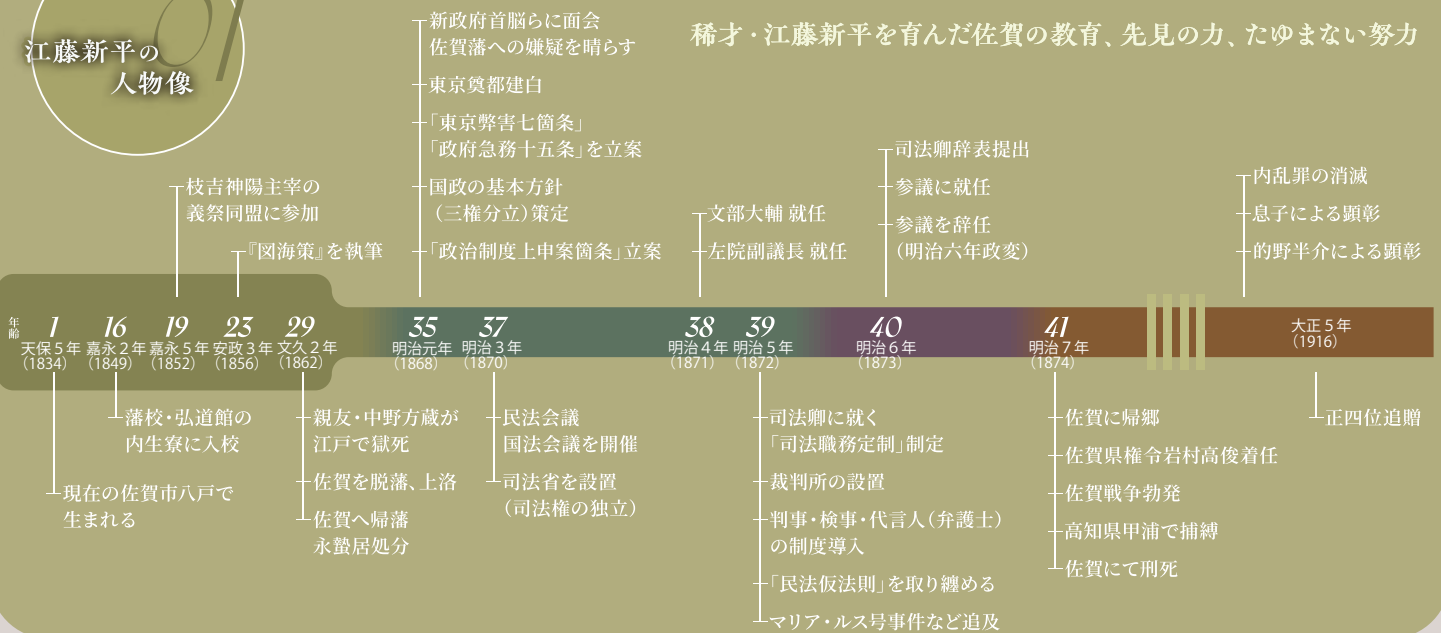 江藤新平の
人物像
稀才・江藤新平を育んだ佐賀の教育、先見の力、たゆまない努力
枝吉神陽主宰の
義祭同盟に参加
『図海策』を執筆
新政府首脳らに面会
佐賀藩への嫌疑を晴らす
東京奠都建白
「東京弊害七箇条」
「政府急務十五条」を立案
国政の基本方針
（三権分立）策定
「政治制度上申案箇条」立案
文部大輔 就任
左院副議長 就任
司法卿辞表提出
参議に就任
参議を辞任
（明治六年政変）
内乱罪の消滅
息子による顕彰
的野半介による顕彰
年齢
1
天保5年
（1834）
16
嘉永2年
（1849）
19
嘉永5年
（1852）
23
安政3年
（1856）
29
文久2年
（1862）
35
明治元年
（1868）
37
明治3年
（1870）
38
明治4年
（1871）
39
明治5年
（1872）
40
明治6年
（1873）
41
明治7年
（1874）
大正5年
（1916）
現在の佐賀市八戸で
生まれる
藩校・弘道館の
内生寮に入校
親友・中野方蔵が
江戸で獄死
佐賀を脱藩、上洛
佐賀へ帰藩
永蟄居処分
民法会議
国法会議を開催
司法省を設置
（司法権の独立）
司法卿に就く
「司法職務定制」制定
裁判所の設置
判事・検事・代言人（弁護士）
の制度導入
「民法仮法則」を取り纏める
マリア・ルス号事件など追及
佐賀に帰郷
佐賀県権令岩村高俊着任
佐賀戦争勃発
高知県甲浦で捕縛
佐賀にて刑死
正四位追贈